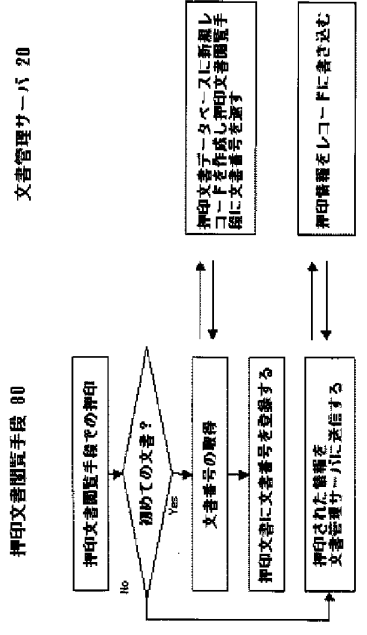 押印文書閲覧手段 80
文書管理サーバ 20
押印文書閲覧手段での押印
初めての文書？
No
Yes
文書番号の取得
押印文書データベースに新規レ
コードを作成し押印文書閲覧手
段に文書番号を返す
押印文書に文書番号を登録する
押印された情報を
文書管理サーバに送信する
押印情報をレコードに書き込む